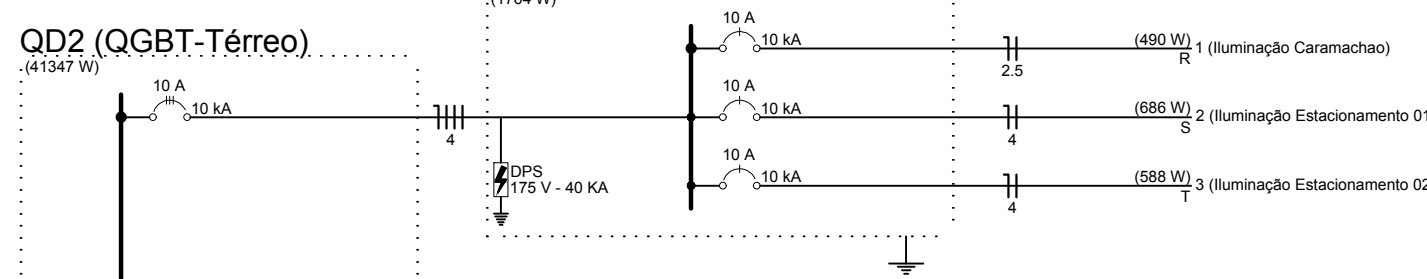 (1764 W)
QD2 (QGBT-Térreo)
(41347 W)
10 A
10 kA
4
DPS
175 V - 40 KA
10 A
10 kA
2.5
(490 W)
R
1 (Iluminação Caramachao)
10 A
10 kA
4
(686 W)
S
2 (Iluminação Estacionamento 01
10 A
10 kA
4
(588 W)
T
3 (Iluminação Estacionamento 02